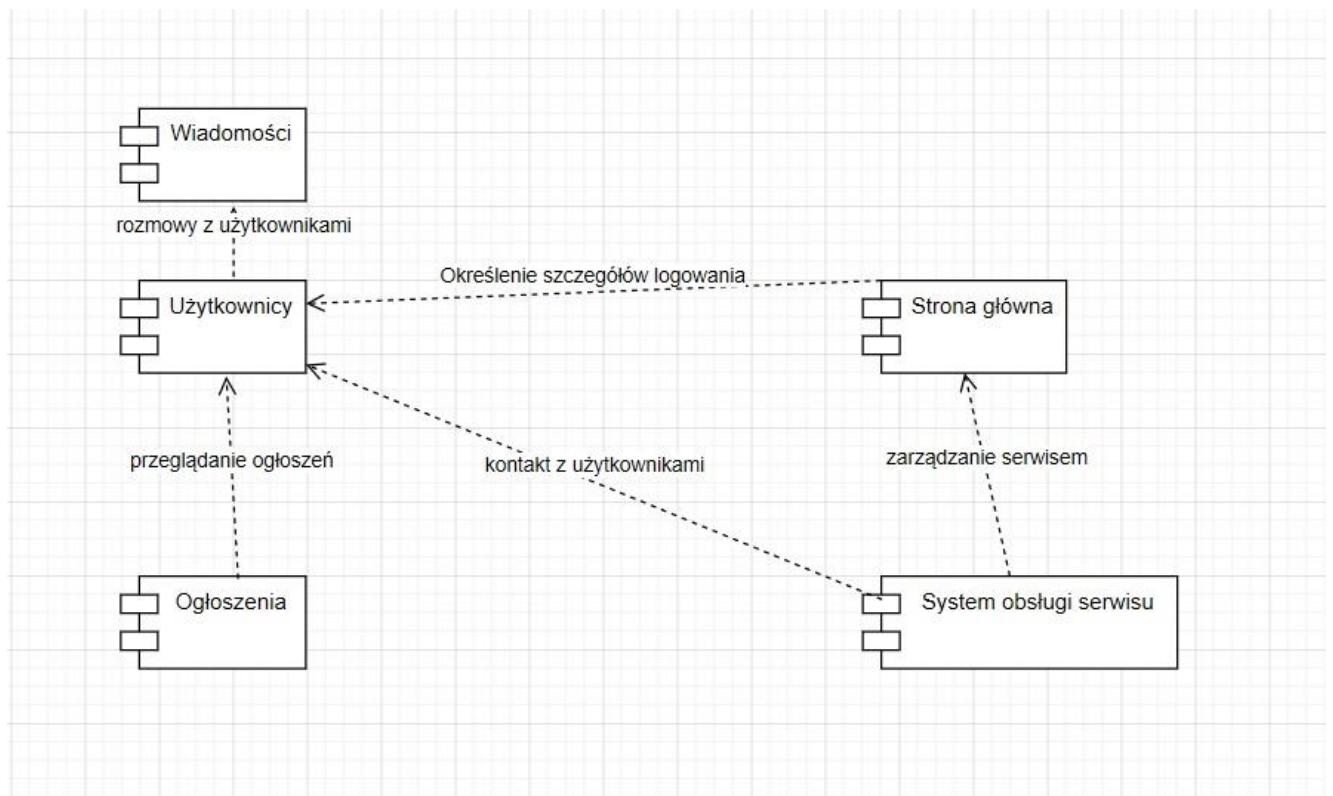 Wiadomości
rozmowy z użytkownikami
Określenie szczegółów logowania
Użytkownicy
Strona główna
przeglądanie ogłoszeń
kontakt z użytkownikami
zarządzanie serwisem
Ogłoszenia
System obsługi serwisu